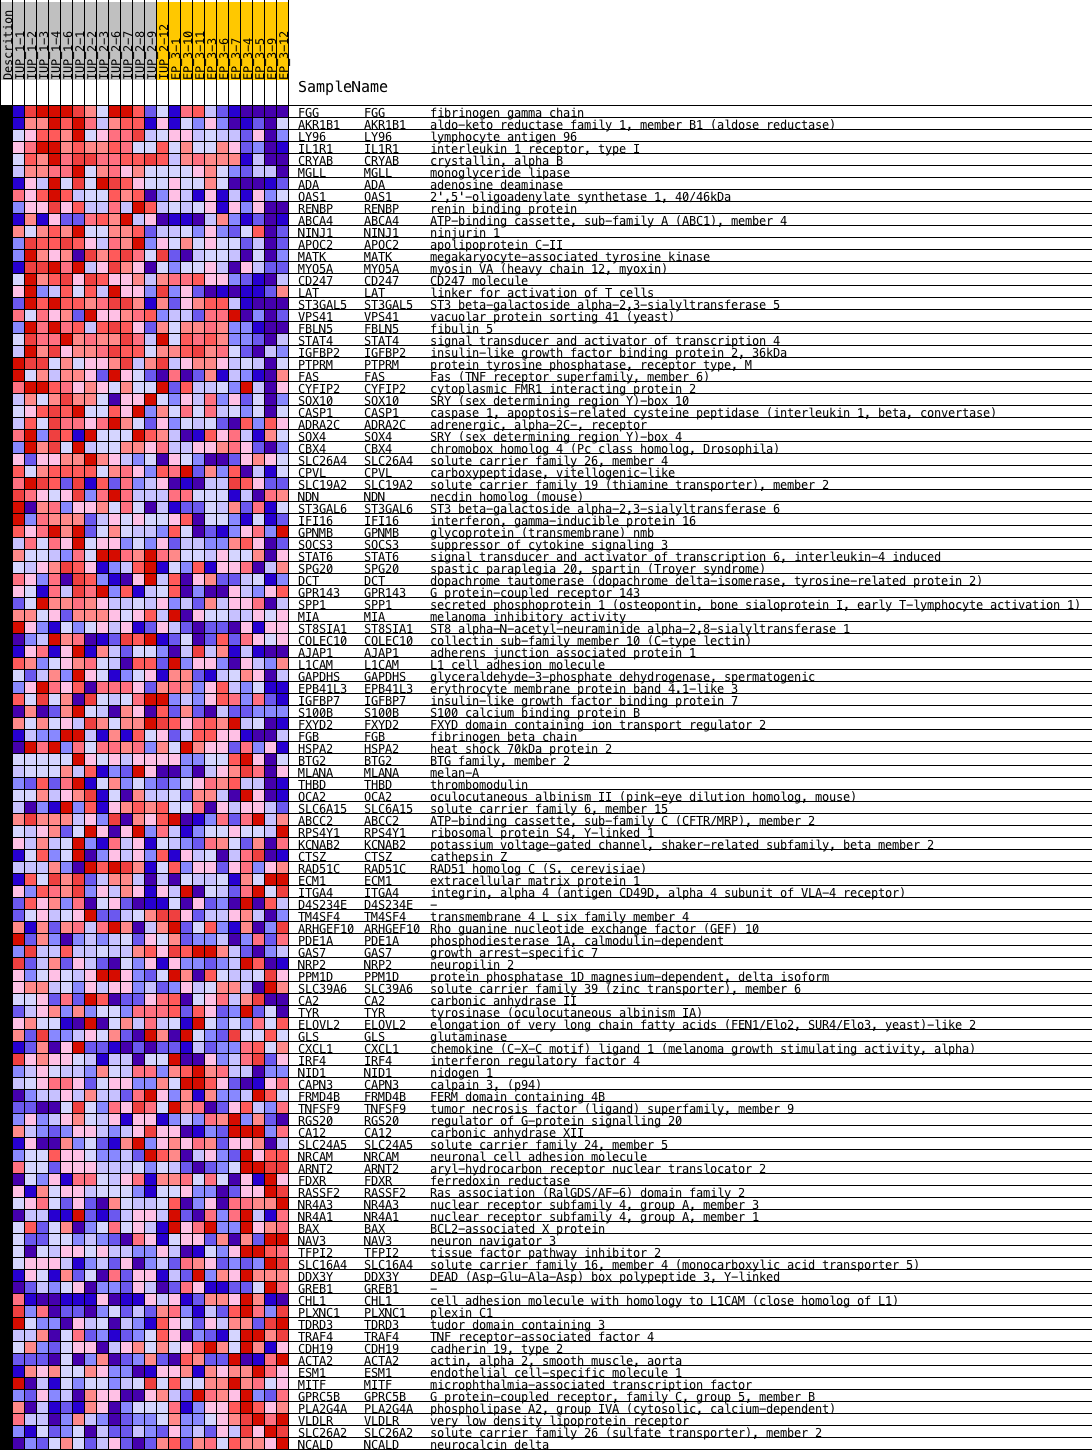 Descrition
IUP_1-1
IUP_1-2
IUP_1-3
IUP_1-4
IUP_1-6
IUP_2-1
IUP_2-2
IUP_2-3
IUP_2-6
IUP_2-7
IUP_2-8
IUP_2-9
IUP_2-12
EP_3-1
EP_3-10
EP_3-11
EP_3-3
EP_3-6
EP_3-7
EP_3-4
EP_3-5
EP_3-9
EP_3-12
SampleName
FGG FGG fibrinogen gamma chain
AKR1B1 AKR1B1 aldo-keto reductase family 1, member B1 (aldose reductase)
LY96 LY96 lymphocyte antigen 96
IL1R1 IL1R1 interleukin 1 receptor, type I
CRYAB CRYAB crystallin, alpha B
MGLL MGLL monoglyceride lipase
ADA ADA adenosine deaminase
OAS1 OAS1 2',5'-oligoadenylate synthetase 1, 40/46kDa
RENBP RENBP renin binding protein
ABCA4 ABCA4 ATP-binding cassette, sub-family A (ABC1), member 4
NINJ1 NINJ1 ninjurin 1
APOC2 APOC2 apolipoprotein C-II
MATK MATK megakaryocyte-associated tyrosine kinase
MYO5A MYO5A myosin VA (heavy chain 12, myoxin)
CD247 CD247 CD247 molecule
LAT LAT linker for activation of T cells
ST3GAL5 ST3GAL5 ST3 beta-galactoside alpha-2,3-sialyltransferase 5
VPS41 VPS41 vacuolar protein sorting 41 (yeast)
FBLN5 FBLN5 fibulin 5
STAT4 STAT4 signal transducer and activator of transcription 4
IGFBP2 IGFBP2 insulin-like growth factor binding protein 2, 36kDa
PTPRM PTPRM protein tyrosine phosphatase, receptor type, M
FAS FAS Fas (TNF receptor superfamily, member 6)
CYFIP2 CYFIP2 cytoplasmic FMR1 interacting protein 2
SOX10 SOX10 SRY (sex determining region Y)-box 10
CASP1 CASP1 caspase 1, apoptosis-related cysteine peptidase (interleukin 1, beta, convertase)
ADRA2C ADRA2C adrenergic, alpha-2C-, receptor
SOX4 SOX4 SRY (sex determining region Y)-box 4
CBX4 CBX4 chromobox homolog 4 (Pc class homolog, Drosophila)
SLC26A4 SLC26A4 solute carrier family 26, member 4
CPVL CPVL carboxypeptidase, vitellogenic-like
SLC19A2 SLC19A2 solute carrier family 19 (thiamine transporter), member 2
NDN NDN necdin homolog (mouse)
ST3GAL6 ST3GAL6 ST3 beta-galactoside alpha-2,3-sialyltransferase 6
IFI16 IFI16 interferon, gamma-inducible protein 16
GPNMB GPNMB glycoprotein (transmembrane) nmb
SOCS3 SOCS3 suppressor of cytokine signaling 3
STAT6 STAT6 signal transducer and activator of transcription 6, interleukin-4 induced
SPG20 SPG20 spastic paraplegia 20, spartin (Troyer syndrome)
DCT DCT dopachrome tautomerase (dopachrome delta-isomerase, tyrosine-related protein 2)
GPR143 GPR143 G protein-coupled receptor 143
SPP1 SPP1 secreted phosphoprotein 1 (osteopontin, bone sialoprotein I, early T-lymphocyte activation 1)
MIA MIA melanoma inhibitory activity
ST8SIA1 ST8SIA1 ST8 alpha-N-acetyl-neuraminide alpha-2,8-sialyltransferase 1
COLEC10 COLEC10 collectin sub-family member 10 (C-type lectin)
AJAP1 AJAP1 adherens junction associated protein 1
L1CAM L1CAM L1 cell adhesion molecule
GAPDHS GAPDHS glyceraldehyde-3-phosphate dehydrogenase, spermatogenic
EPB41L3 EPB41L3 erythrocyte membrane protein band 4.1-like 3
IGFBP7 IGFBP7 insulin-like growth factor binding protein 7
S100B S100B S100 calcium binding protein B
FXYD2 FXYD2 FXYD domain containing ion transport regulator 2
FGB FGB fibrinogen beta chain
HSPA2 HSPA2 heat shock 70kDa protein 2
BTG2 BTG2 BTG family, member 2
MLANA MLANA melan-A
THBD THBD thrombomodulin
OCA2 OCA2 oculocutaneous albinism II (pink-eye dilution homolog, mouse)
SLC6A15 SLC6A15 solute carrier family 6, member 15
ABCC2 ABCC2 ATP-binding cassette, sub-family C (CFTR/MRP), member 2
RPS4Y1 RPS4Y1 ribosomal protein S4, Y-linked 1
KCNAB2 KCNAB2 potassium voltage-gated channel, shaker-related subfamily, beta member 2
CTSZ CTSZ cathepsin Z
RAD51C RAD51C RAD51 homolog C (S. cerevisiae)
ECM1 ECM1 extracellular matrix protein 1
ITGA4 ITGA4 integrin, alpha 4 (antigen CD49D, alpha 4 subunit of VLA-4 receptor)
D4S234E D4S234E -
TM4SF4 TM4SF4 transmembrane 4 L six family member 4
ARHGEF10 ARHGEF10 Rho guanine nucleotide exchange factor (GEF) 10
PDE1A PDE1A phosphodiesterase 1A, calmodulin-dependent
GAS7 GAS7 growth arrest-specific 7
NRP2 NRP2 neuropilin 2
PPM1D PPM1D protein phosphatase 1D magnesium-dependent, delta isoform
SLC39A6 SLC39A6 solute carrier family 39 (zinc transporter), member 6
CA2 CA2 carbonic anhydrase II
TYR TYR tyrosinase (oculocutaneous albinism IA)
ELOVL2 ELOVL2 elongation of very long chain fatty acids (FEN1/Elo2, SUR4/Elo3, yeast)-like 2
GLS GLS glutaminase
CXCL1 CXCL1 chemokine (C-X-C motif) ligand 1 (melanoma growth stimulating activity, alpha)
IRF4 IRF4 interferon regulatory factor 4
NID1 NID1 nidogen 1
CAPN3 CAPN3 calpain 3, (p94)
FRMD4B FRMD4B FERM domain containing 4B
TNFSF9 TNFSF9 tumor necrosis factor (ligand) superfamily, member 9
RGS20 RGS20 regulator of G-protein signalling 20
CA12 CA12 carbonic anhydrase XII
SLC24A5 SLC24A5 solute carrier family 24, member 5
NRCAM NRCAM neuronal cell adhesion molecule
ARNT2 ARNT2 aryl-hydrocarbon receptor nuclear translocator 2
FDXR FDXR ferredoxin reductase
RASSF2 RASSF2 Ras association (RalGDS/AF-6) domain family 2
NR4A3 NR4A3 nuclear receptor subfamily 4, group A, member 3
NR4A1 NR4A1 nuclear receptor subfamily 4, group A, member 1
BAX BAX BCL2-associated X protein
NAV3 NAV3 neuron navigator 3
TFPI2 TFPI2 tissue factor pathway inhibitor 2
SLC16A4 SLC16A4 solute carrier family 16, member 4 (monocarboxylic acid transporter 5)
DDX3Y DDX3Y DEAD (Asp-Glu-Ala-Asp) box polypeptide 3, Y-linked
GREB1 GREB1 -
CHL1 CHL1 cell adhesion molecule with homology to L1CAM (close homolog of L1)
PLXNC1 PLXNC1 plexin C1
TDRD3 TDRD3 tudor domain containing 3
TRAF4 TRAF4 TNF receptor-associated factor 4
CDH19 CDH19 cadherin 19, type 2
ACTA2 ACTA2 actin, alpha 2, smooth muscle, aorta
ESM1 ESM1 endothelial cell-specific molecule 1
MITF MITF microphthalmia-associated transcription factor
GPRC5B GPRC5B G protein-coupled receptor, family C, group 5, member B
PLA2G4A PLA2G4A phospholipase A2, group IVA (cytosolic, calcium-dependent)
VLDLR VLDLR very low density lipoprotein receptor
SLC26A2 SLC26A2 solute carrier family 26 (sulfate transporter), member 2
NCALD NCALD neurocalcin delta